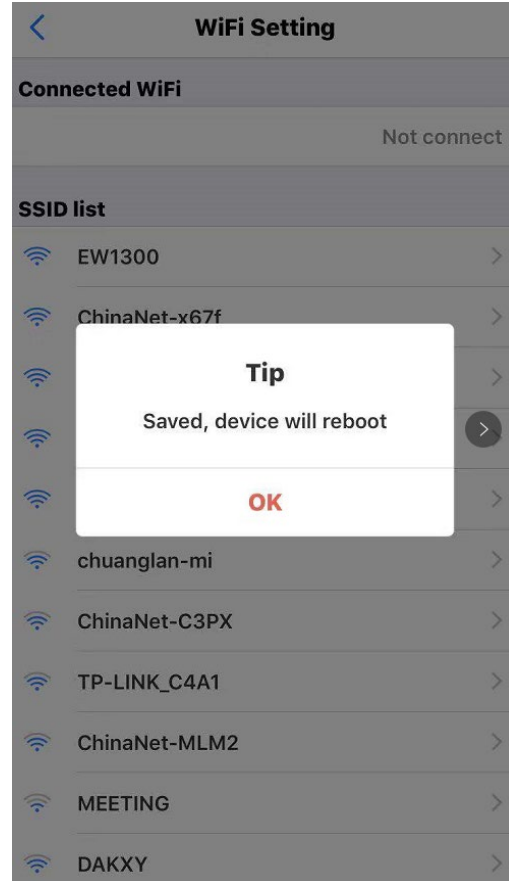 WiFi Setting
Connected WiFi
Not connect
SSID list
EW1300
ChinaNet-x67f
Tip
Saved, device will reboot
OK
chuanglan-mi
ChinaNet-C3PX
TP-LINK_C4A1
ChinaNet-MLM2
MEETING
DAKXY